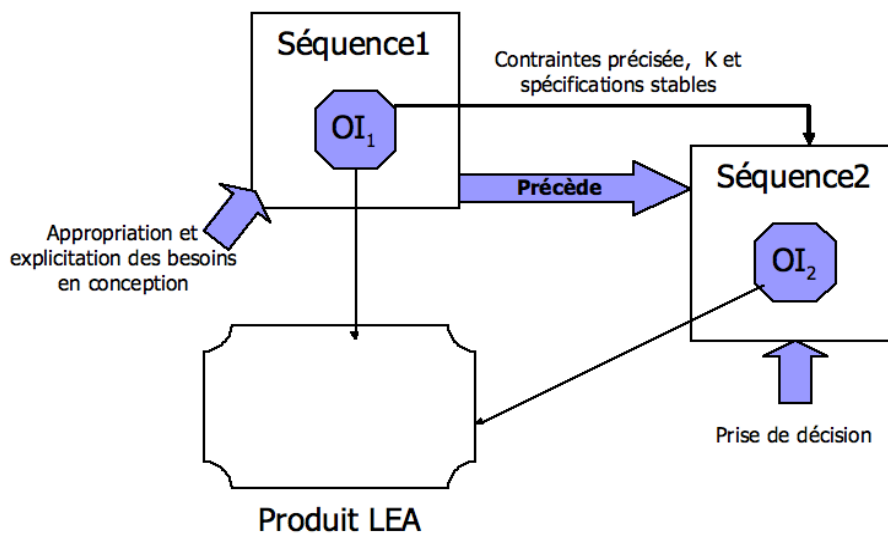 Séquence1
OI1
Contraintes précisée, K et
spécifications stables
Précède
Séquence2
OI2
Appropriation et
explicitation des besoins
en conception
Prise de décision
Produit LEA